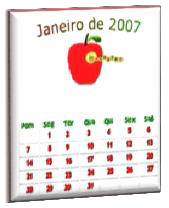 Janeiro de 2007
Dom Seg Ter Qua Qui Sex Sáb
1 2 3 4 5 6
7 8 9 10 11 12 13
14 15 16 17 18 19 20
21 22 23 24 25 26 27
28 29 30 31